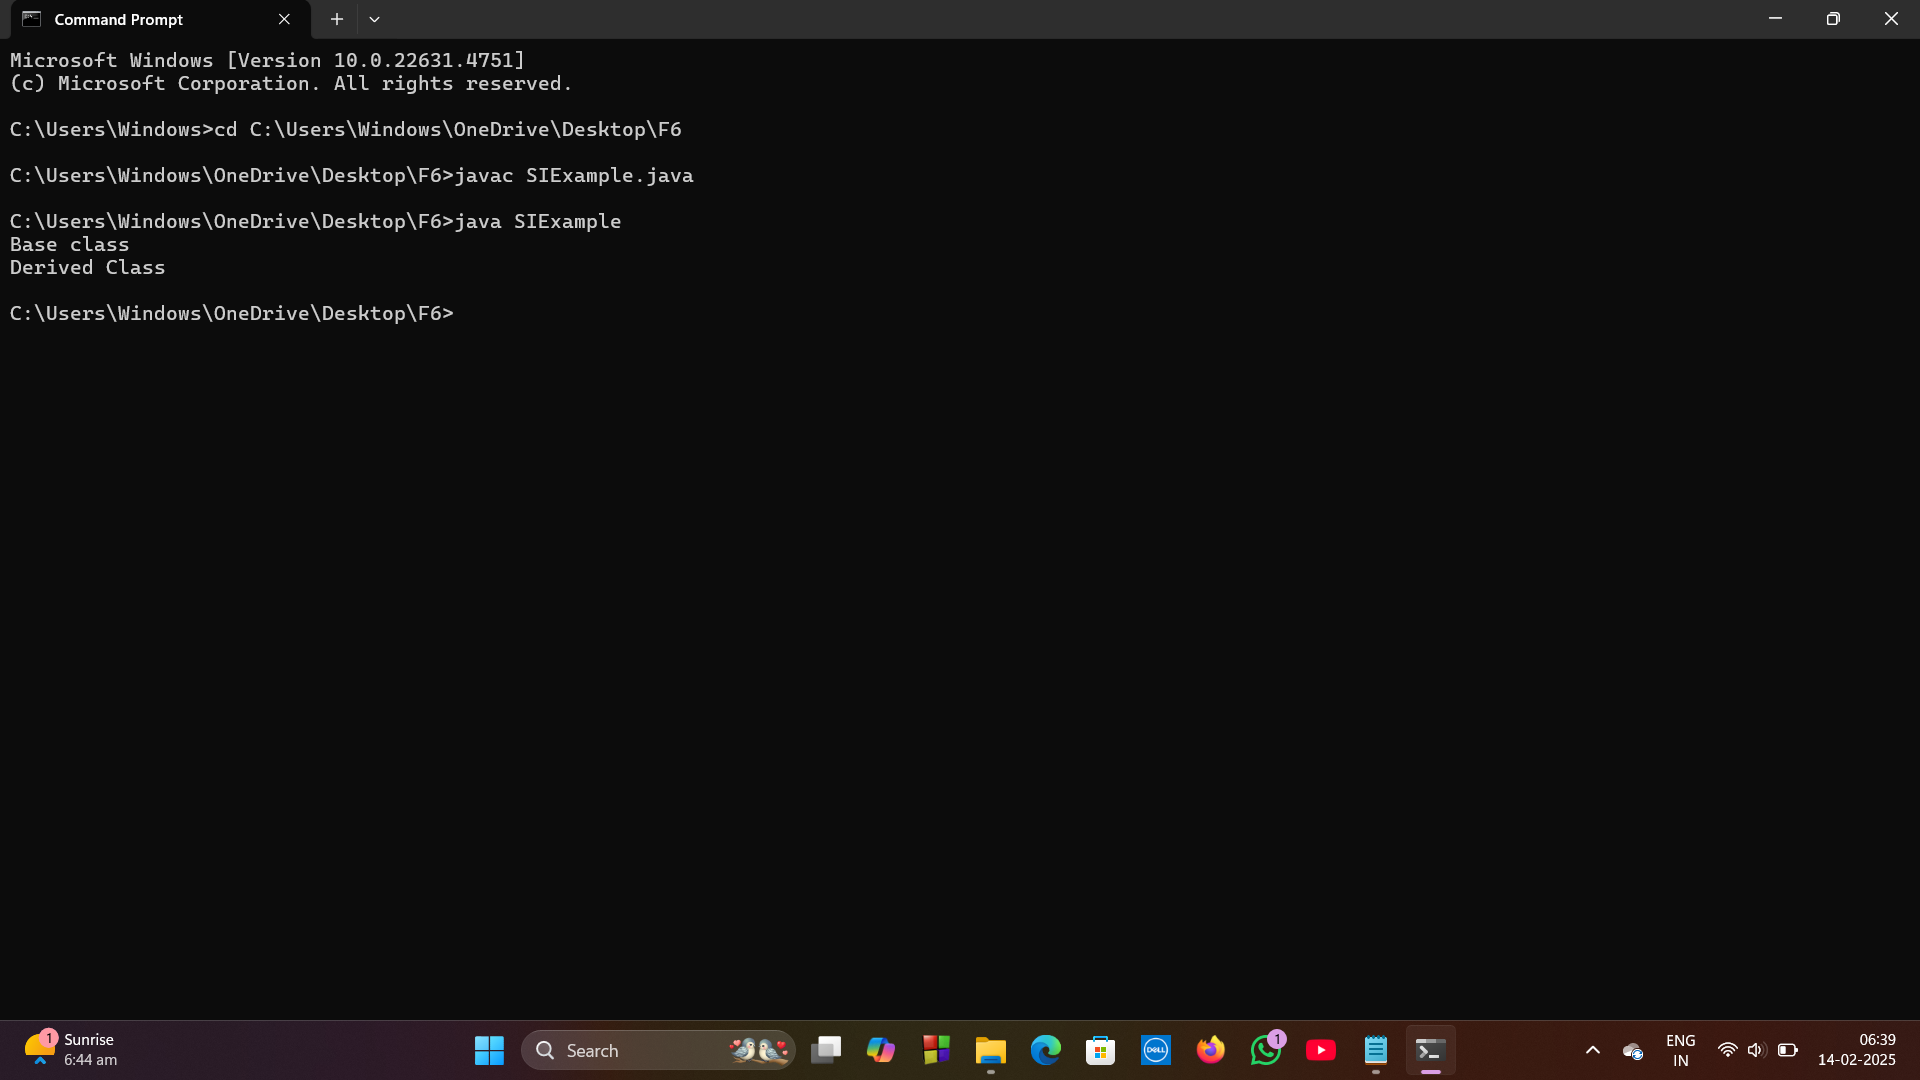 Command Prompt
Microsoft Windows [Version 10.0.22631.4751]
(c) Microsoft Corporation. All rights reserved.
C:\Users\Windows>cd C:\Users\Windows\OneDrive\Desktop\F6
C:\Users\Windows\OneDrive\Desktop\F6>javac SIExample.java
C:\Users\Windows\OneDrive\Desktop\F6>java SIExample
Base class
Derived Class
C:\Users\Windows\OneDrive\Desktop\F6>
1
Sunrise
6:44 am
Search
DELL
1
ENG
IN
06:39
14-02-2025